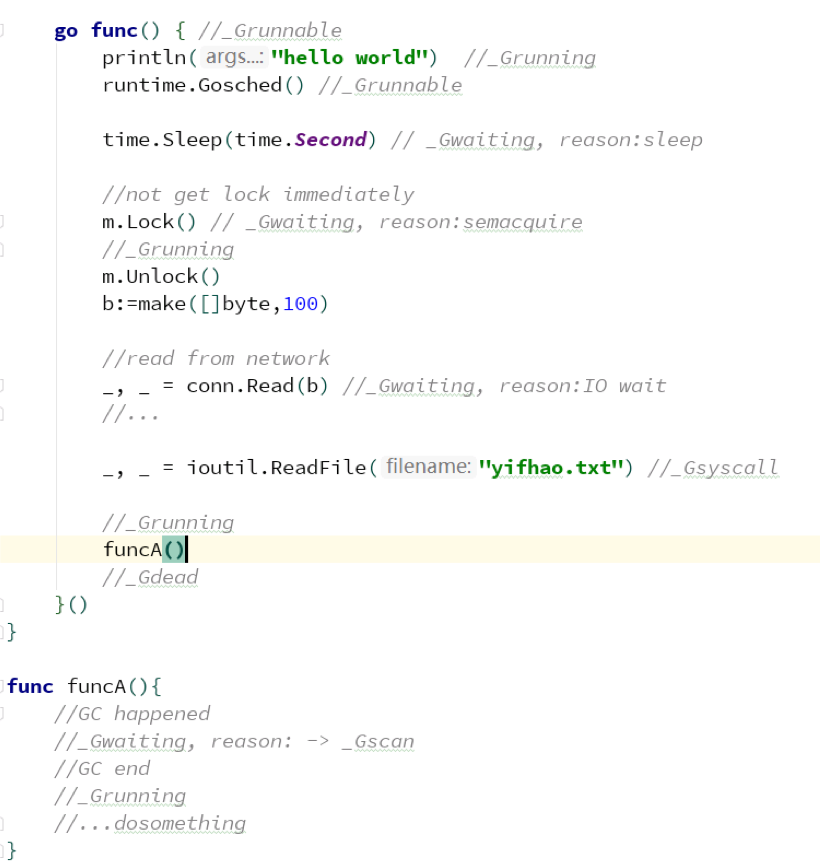 go func() { //_Grunnable
println( args...: "hello world")  //_Grunning
runtime.Gosched() //_Grunnable
time.Sleep(time.Second) // _Gwaiting, reason:sleep
//not get lock immediately
m.Lock() // _Gwaiting, reason:semacquire
//_Grunning
m.Unlock()
b:=make([]byte,100)
//read from network
_, _ = conn.Read(b) //_Gwaiting, reason:IO wait
//...
_, _ = ioutil.ReadFile( filename: "yifhao.txt") //_Gsyscall
//_Grunning
funcA()
//_Gdead
}()
}
func funcA(){
//GC happened
//_Gwaiting, reason: -> _Gscan
//GC end
//_Grunning
//...dosomething
}